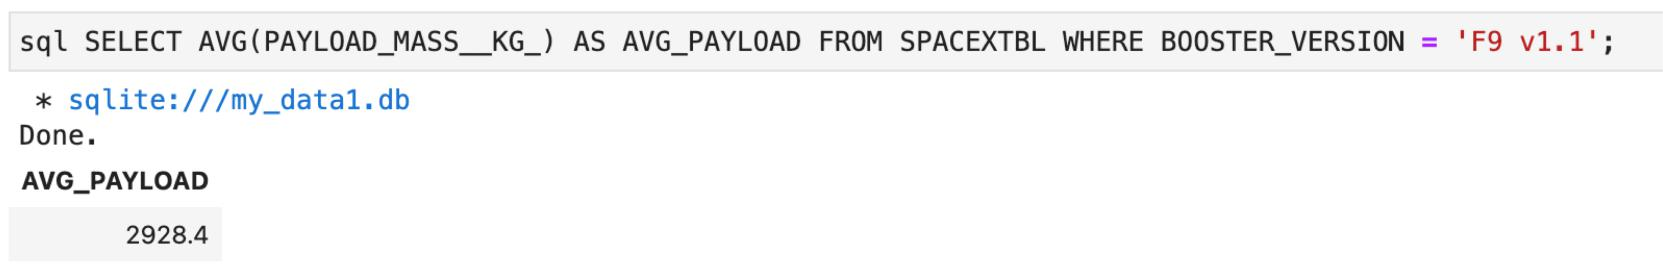 sql SELECT AVG(PAYLOAD_MASS__KG_) AS AVG_PAYLOAD FROM SPACEXTBL WHERE BOOSTER_VERSION = 'F9 v1.1';
* sqlite:///my_data1.db
Done.
AVG_PAYLOAD
2928.4